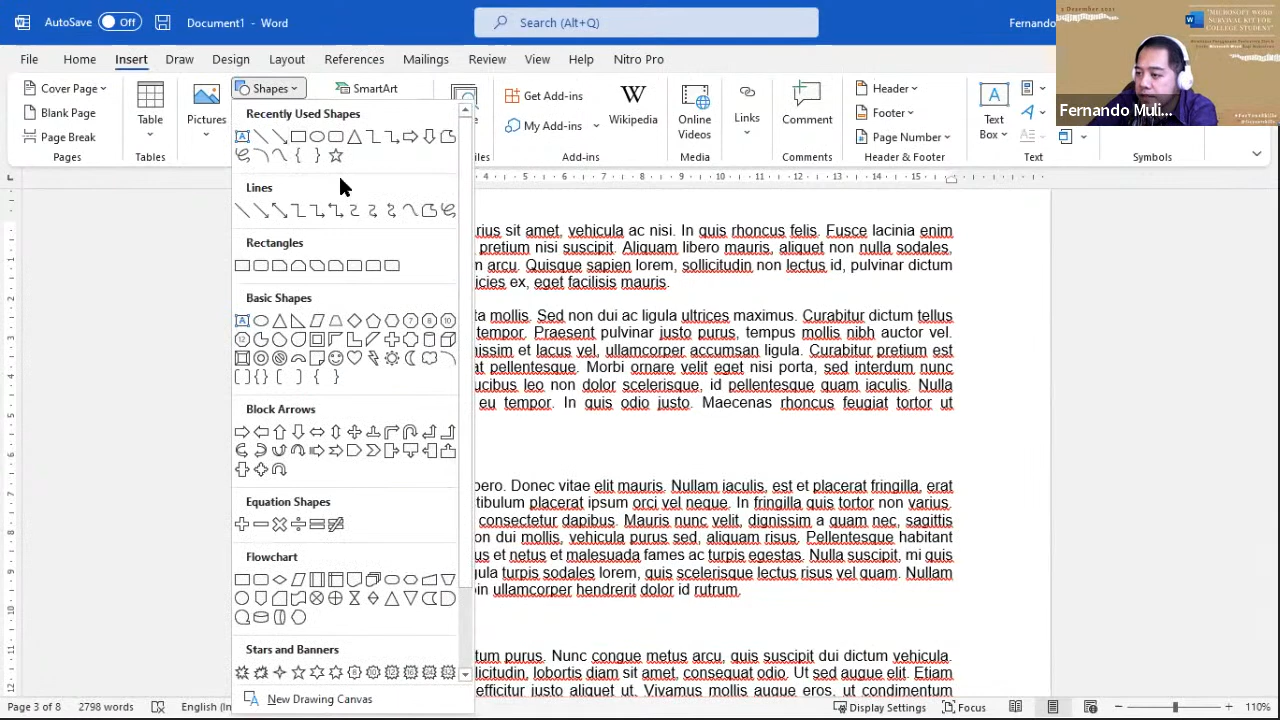 AutoSave Off Document1 Search (Alt+Q) Fernando
File Home Insert Draw Design Layout References Mailings Review View Help Nitro Pro
Cover Page
Blank Page
Page Break
Pages
Table
Tables
Pictures
Shapes
SmartArt
Get Add-ins
My Add-ins
Wikipedia
Add-ins
Online
Videos
Media
Links
Comment
Comments
Header
Footer
Page Number
Header & Footer
Text
Box
Text
Symbols
"Microsoft Word
Survival Kit for
College Student"
Fernando Muli...
Recently Used Shapes
Lines
Rectangles
Basic Shapes
Block Arrows
Equation Shapes
Flowchart
Stars and Banners
New Drawing Canvas
rius sit amet, vehicula ac nisi. In quis rhoncus felis. Fusce lacinia enim
pretium nisi suscipit. Aliquam libero mauris, aliquet non nulla sodales,
m arcu. Quisque sapien lorem, sollicitudin non lectus id, pulvinar dictum
icies ex, eget facilisis mauris.
ta mollis. Sed non dui ac ligula ultrices maximus. Curabitur dictum tellus
tempor. Praesent pulvinar justo purus, tempus mollis nibh auctor vel.
nissim et lacus vel, ullamcorper accumsan ligula. Curabitur pretium est
at pellentesque. Morbi ornare velit eget nisi porta, sed interdum nunc
ucibus leo non dolor scelerisque, id pellentesque quam iaculis. Nulla
eu tempor. In quis odio justo. Maecenas rhoncus feugiat tortor ut
pero. Donec vitae elit mauris. Nullam iaculis, est et placerat fringilla, erat
tibulum placerat ipsum orci vel neque. In fringilla quis tortor non varius.
consectetur dapibus. Mauris nunc velit, dignissim a quam nec, sagittis
on dui mollis, vehicula purus sed, aliquam risus. Pellentesque habitant
us et netus et malesuada fames ac turpis egestas. Nulla suscipit, mi quis
gula turpis sodales lorem, quis scelerisque lectus risus vel quam. Nullam
oin ullamcorper hendrerit dolor id rutrum.
tum purus. Nunc congue metus arcu, quis suscipit dui dictum vehicula.
licitudin, lobortis diam sit amet, consequat odio. Ut sed augue elit. Etiam
efficitur justo aliquet ut. Vivamus mollis augue eros, ut condimentum
Page 3 of 8 2798 words English (In Display Settings Focus 110%